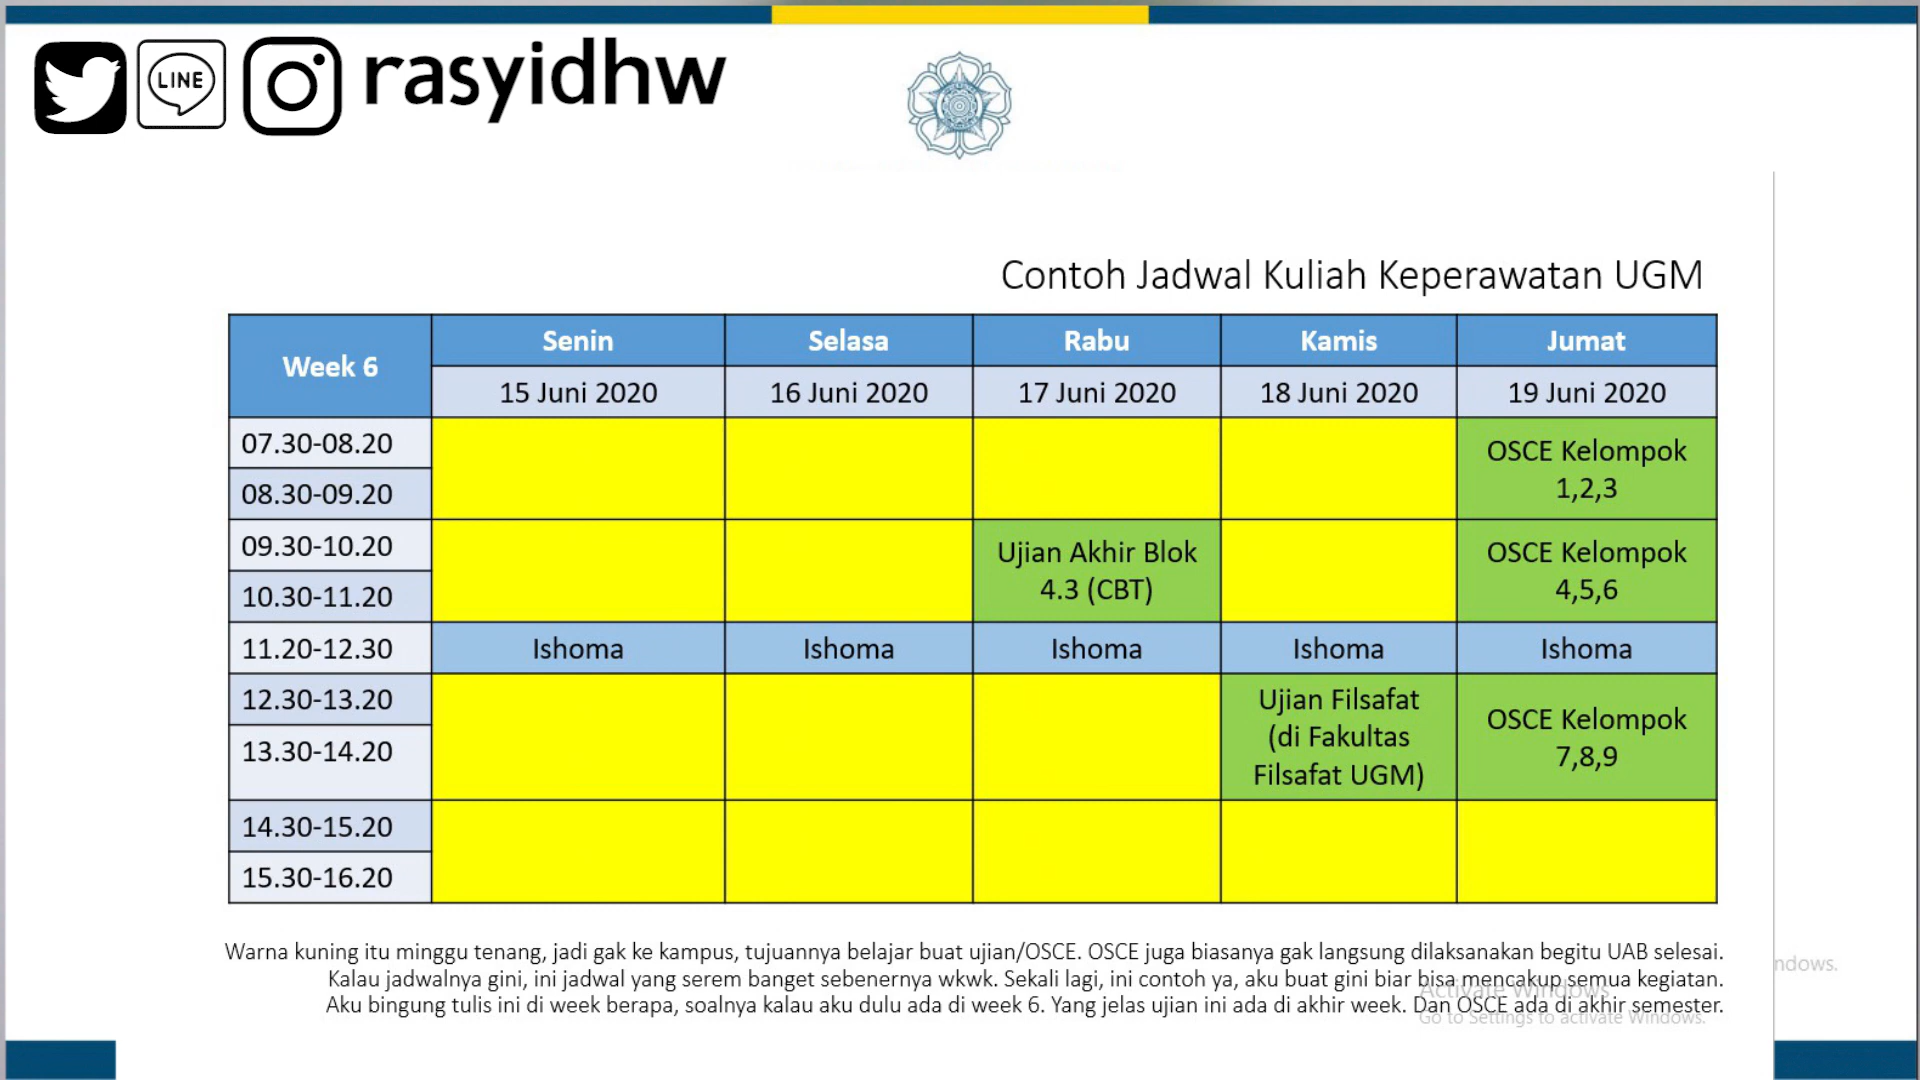 LINE
rasyidhw
Contoh Jadwal Kuliah Keperawatan UGM
Week 6
Senin
Selasa
Rabu
Kamis
Jumat
15 Juni 2020
16 Juni 2020
17 Juni 2020
18 Juni 2020
19 Juni 2020
07.30-08.20
OSCE Kelompok
1,2,3
08.30-09.20
09.30-10.20
Ujian Akhir Blok
4.3 (CBT)
OSCE Kelompok
4,5,6
10.30-11.20
11.20-12.30
Ishoma
Ishoma
Ishoma
Ishoma
Ishoma
12.30-13.20
Ujian Filsafat
(di Fakultas
Filsafat UGM)
OSCE Kelompok
7,8,9
13.30-14.20
14.30-15.20
15.30-16.20
Warna kuning itu minggu tenang, jadi gak ke kampus, tujuannya belajar buat ujian/OSCE. OSCE juga biasanya gak langsung dilaksanakan begitu UAB selesai.
Kalau jadwalnya gini, ini jadwal yang serem banget sebenernya wkwk. Sekali lagi, ini contoh ya, aku buat gini biar bisa mencakup semua kegiatan.
Aku bingung tulis ini di week berapa, soalnya kalau aku dulu ada di week 6. Yang jelas ujian ini ada di akhir week. Dan OSCE ada di akhir semester.
Activate Windows
Go to Settings to activate Windows.
ndows.